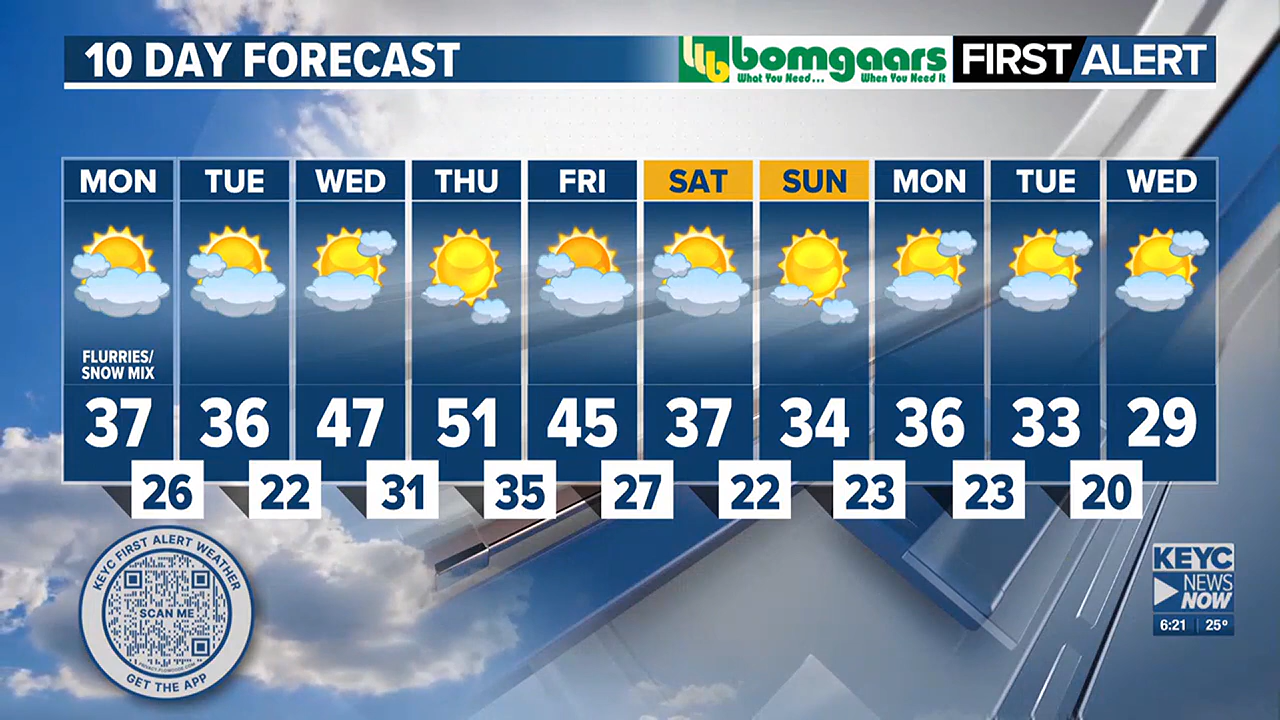 10 DAY FORECAST
bomgaars
What You Need... When You Need It
FIRST ALERT
MON TUE WED THU FRI SAT SUN MON TUE WED
FLURRIES/
SNOW MIX
37 36 47 51 45 37 34 36 33 29
26 22 31 35 27 22 23 23 20
KEYC FIRST ALERT WEATHER
SCAN ME
GET THE APP
KEYC
NEWS
NOW
6:21 25°